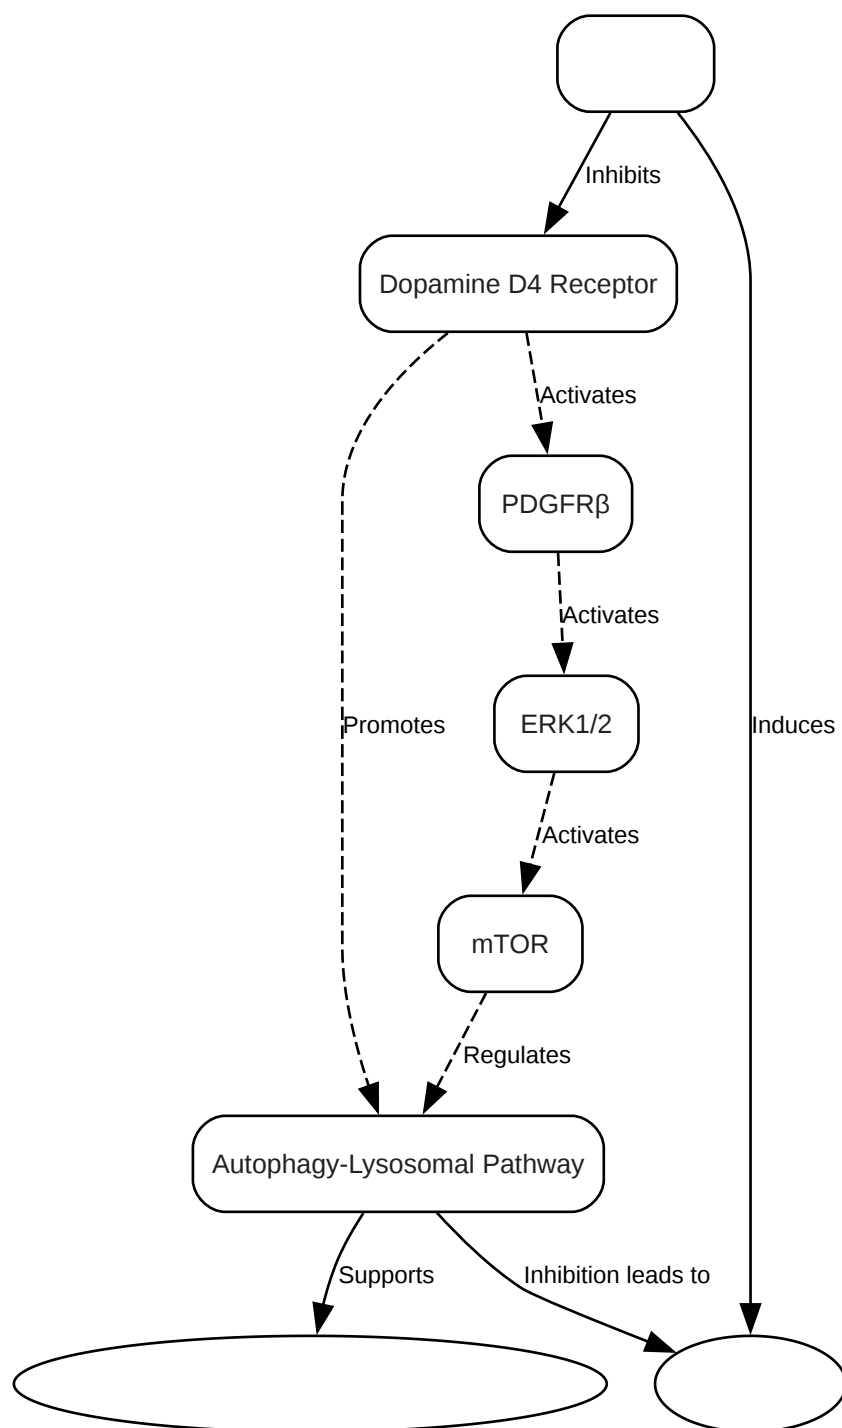 Inhibits
Dopamine D4 Receptor
Activates
PDGFRβ
Activates
ERK1/2
Promotes
Induces
Activates
mTOR
Regulates
Autophagy-Lysosomal Pathway
Supports
Inhibition leads to